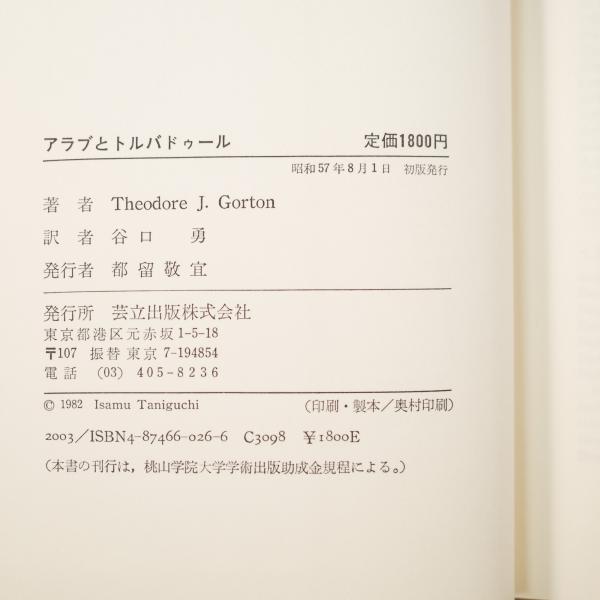 アラブとトルバドゥール 定価1800円
昭和57年8月1日 初版発行
著者 Theodore J. Gorton
訳者 谷口 勇
発行者 都留敬宜
発行所 芸立出版株式会社
東京都港区元赤坂1-5-18
〒107 振替 東京 7-194854
電話 (03) 405-8236
© 1982 Isamu Taniguchi (印刷・製本/奥村印刷)
2003/ISBN4-87466-026-6 C3098 ¥1800E
(本書の刊行は,桃山学院大学学術出版助成金規程による。)